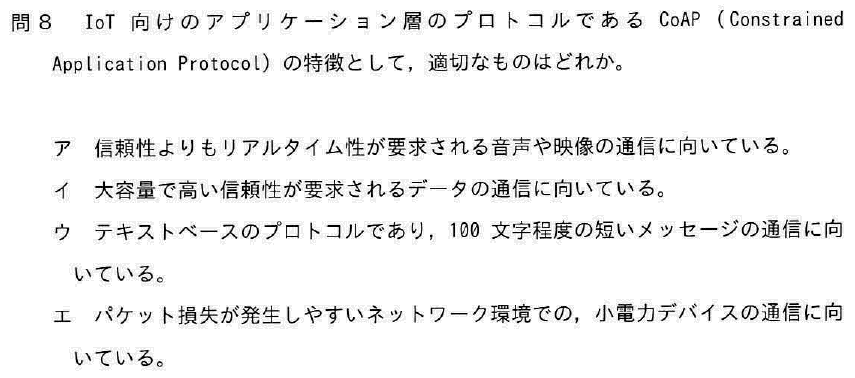 問８　IoT 向けのアプリケーション層のプロトコルである CoAP（Constrained
Application Protocol）の特徴として，適切なものはどれか。
ア　信頼性よりもリアルタイム性が要求される音声や映像の通信に向いている。
イ　大容量で高い信頼性が要求されるデータの通信に向いている。
ウ　テキストベースのプロトコルであり，100 文字程度の短いメッセージの通信に向
いている。
エ　パケット損失が発生しやすいネットワーク環境での，小電力デバイスの通信に向
いている。